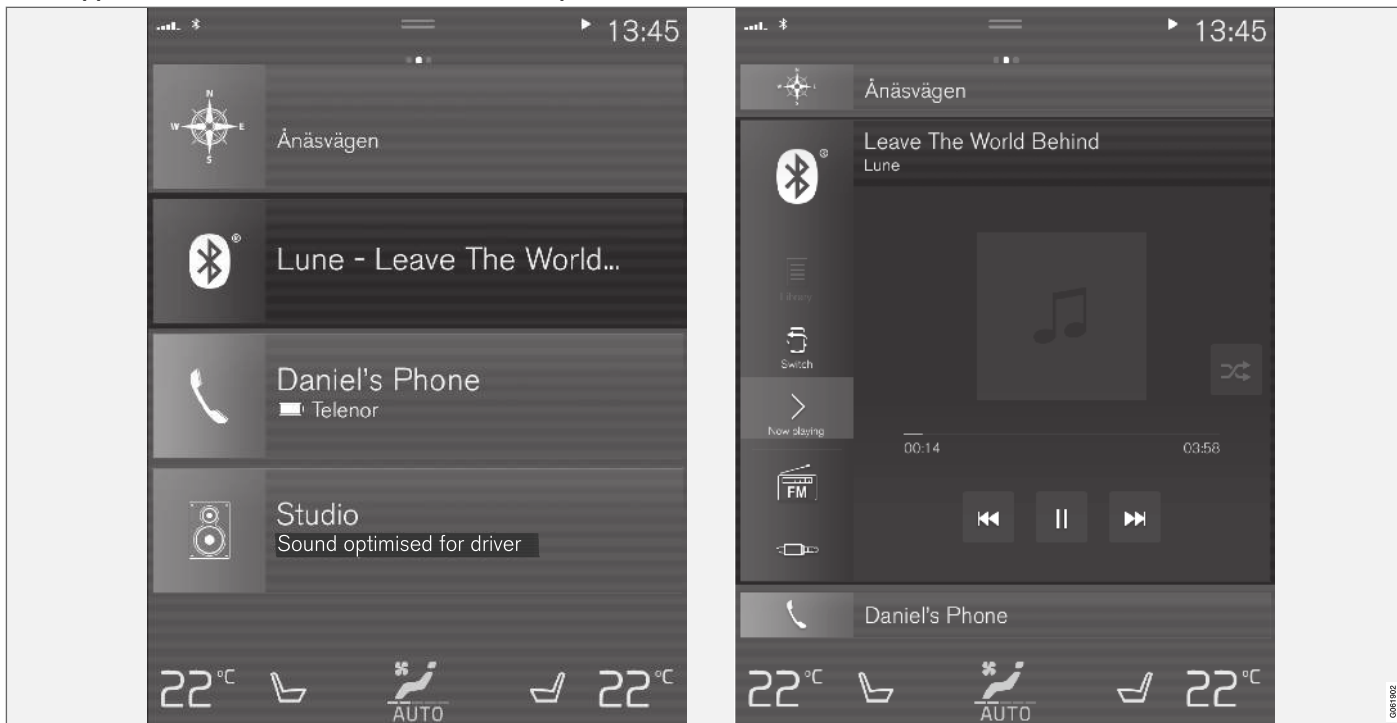 13:45
N
W
E
S
Ånäsvägen
®
Lune - Leave The World...
Daniel's Phone
Telenor
Studio
Sound optimised for driver
22°C
AUTO
22°C
13:45
N
S
Ånäsvägen
®
Leave The World Behind
Lune
Library
Switch
Now playing
00:14
03:58
FM
Daniel's Phone
22°C
AUTO
22°C
G061902